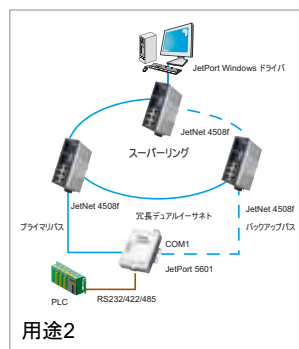 JetPort Windows ドライバ
JetNet 4508f
スーパーリング
JetNet 4508f
JetNet 4508f
プライマリパス
冗長デュアルイーサネト
バックアップパス
COM1
JetPort 5601
PLC
RS232/422/485
用途2